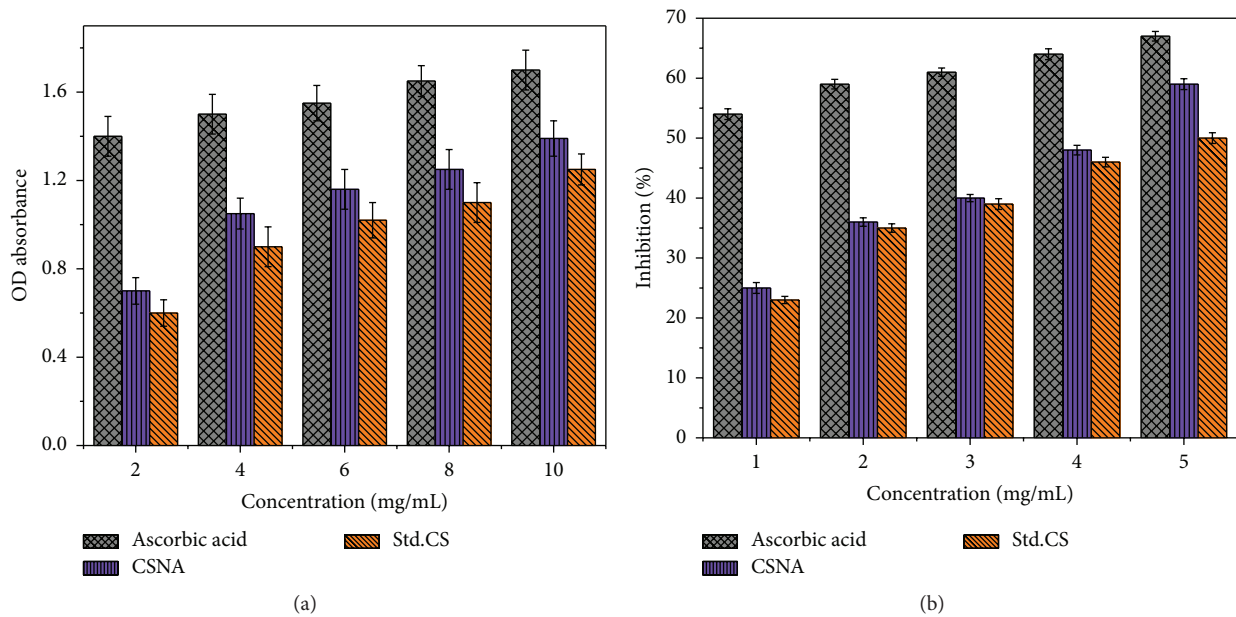 OD absorbance
1.6
1.2
0.8
0.4
0.0
2 4 6 8 10
Concentration (mg/mL)
Ascorbic acid Std.CS
CSNA
(a)
Inhibition (%)
70
60
50
40
30
20
10
0
1 2 3 4 5
Concentration (mg/mL)
Ascorbic acid Std.CS
CSNA
(b)